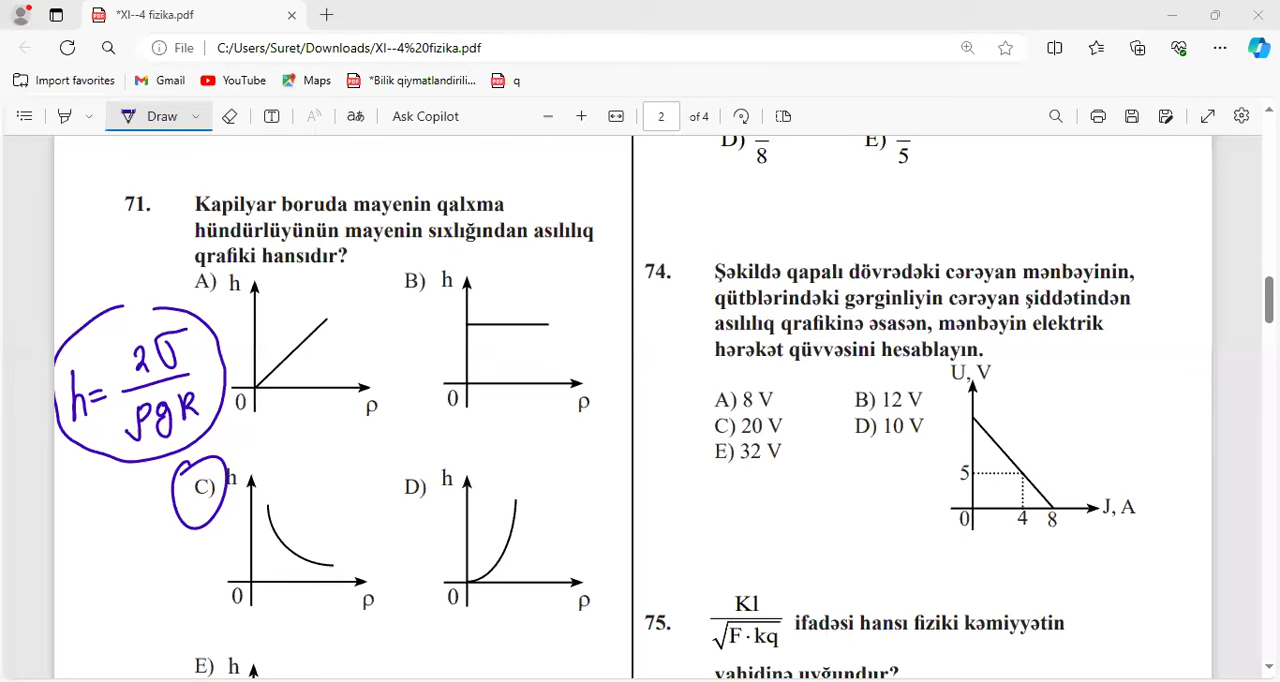 *XI--4 fizika.pdf
File C:/Users/Suret/Downloads/XI--4%20fizika.pdf
Import favorites Gmail YouTube Maps *Bilik qiymatlandirili... q
Draw aあ Ask Copilot 2 of 4
71. Kapilyar boruda mayenin qalxma
hündürlüyünün mayenin sıxlığından asılılıq
qrafiki hansıdır?
A) h
0 ρ
B) h
0 ρ
h = 2σ / ρgR
C) h
0 ρ
D) h
0 ρ
E) h
D) _/8 E) _/5
74. Şəkildə qapalı dövrədəki cərəyan mənbəyinin,
qütblərindəki gərginliyin cərəyan şiddətindən
asılılıq qrafikinə əsasən, mənbəyin elektrik
hərəkət qüvvəsini hesablayın.
A) 8 V B) 12 V
C) 20 V D) 10 V
E) 32 V
U, V
5
0 4 8 J, A
75. Kl / √F·kq ifadəsi hansı fiziki kəmiyyətin
vahidinə uyğundur?